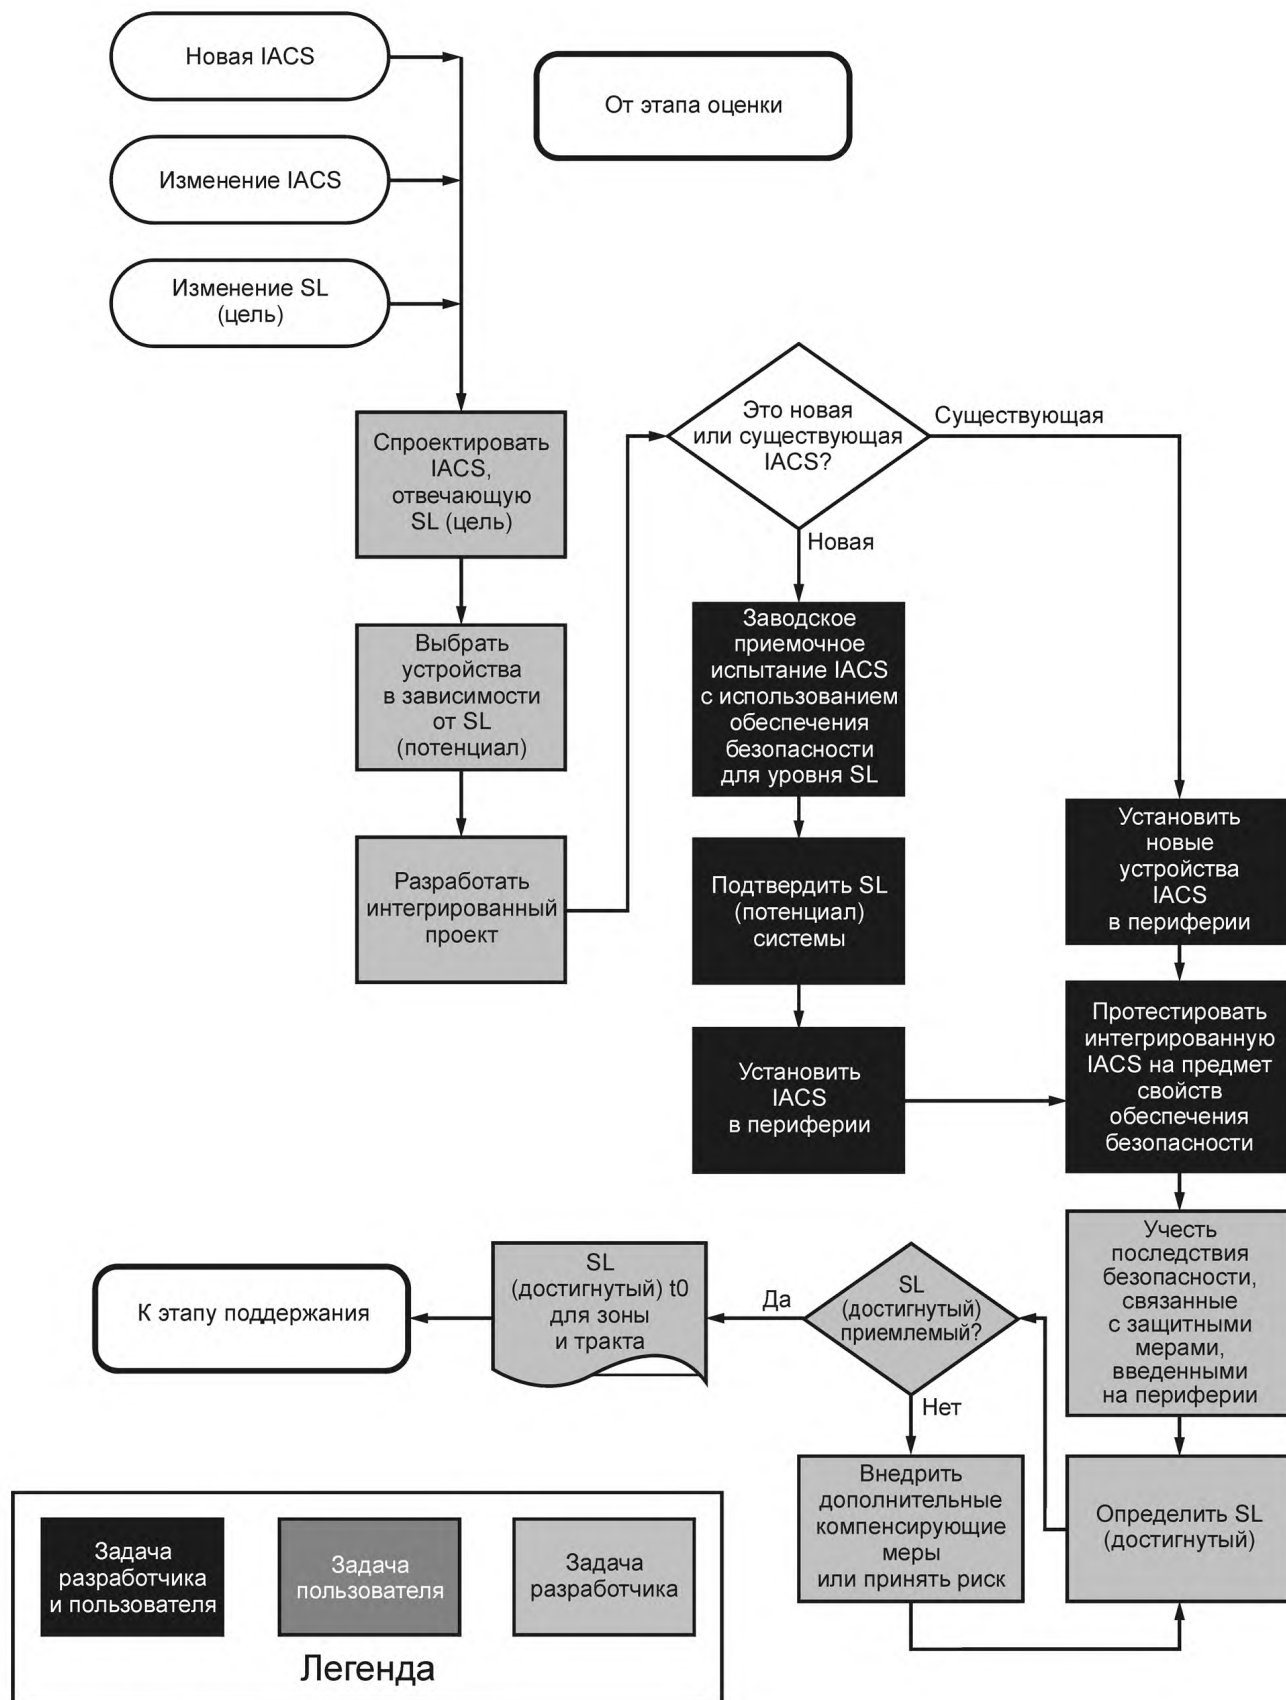 Новая IACS
От этапа оценки
Изменение IACS
Изменение SL
(цель)
Это новая
или существующая
IACS?
Существующая
Новая
Спроектировать
IACS,
отвечающую
SL (цель)
Выбрать
устройства
в зависимости
от SL
(потенциал)
Разработать
интегрированный
проект
Заводское
приемочное
испытание IACS
с использованием
обеспечения
безопасности
для уровня SL
Подтвердить SL
(потенциал)
системы
Установить
IACS
в периферии
Установить
новые
устройства
IACS
в периферии
Протестировать
интегрированную
IACS на предмет
свойств
обеспечения
безопасности
Учесть
последствия
безопасности,
связанные
с защитными
мерами,
введенными
на периферии
Определить SL
(достигнутый)
SL
(достигнутый)
приемлемый?
Да
Нет
SL
(достигнутый) t0
для зоны
и тракта
К этапу поддержания
Внедрить
дополнительные
компенсирующие
меры
или принять риск
Задача
разработчика
и пользователя
Задача
пользователя
Задача
разработчика
Легенда